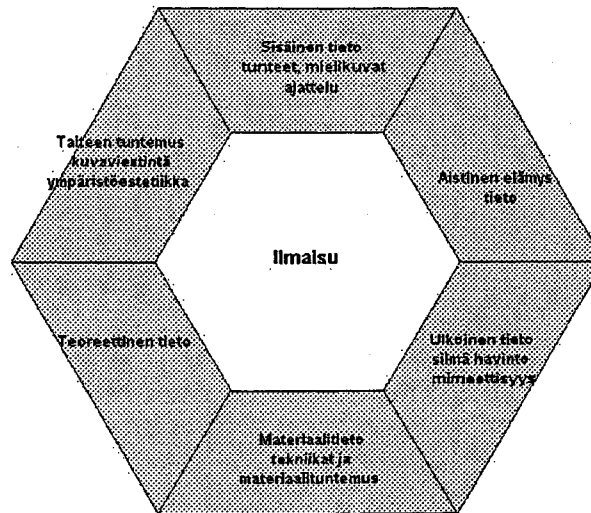 Sisäinen tieto
tunteet, mielikuvat
ajattelu
Taiteen tuntemus
kuvaviestintä
ympäristöestetiikka
Aistinen elämys
tieto
Ilmaisu
Teoreettinen tieto
Ulkoinen tieto
silmä havinto
mimeettisyys
Materiaalitieto
tekniikat ja
materiaalituntemus